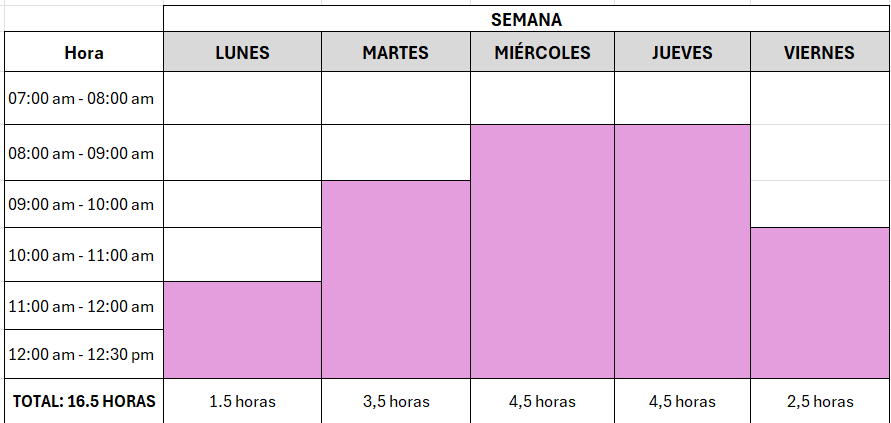 SEMANA
Hora LUNES MARTES MIÉRCOLES JUEVES VIERNES
07:00 am - 08:00 am
08:00 am - 09:00 am
09:00 am - 10:00 am
10:00 am - 11:00 am
11:00 am - 12:00 am
12:00 am - 12:30 pm
TOTAL: 16.5 HORAS 1.5 horas 3,5 horas 4,5 horas 4,5 horas 2,5 horas